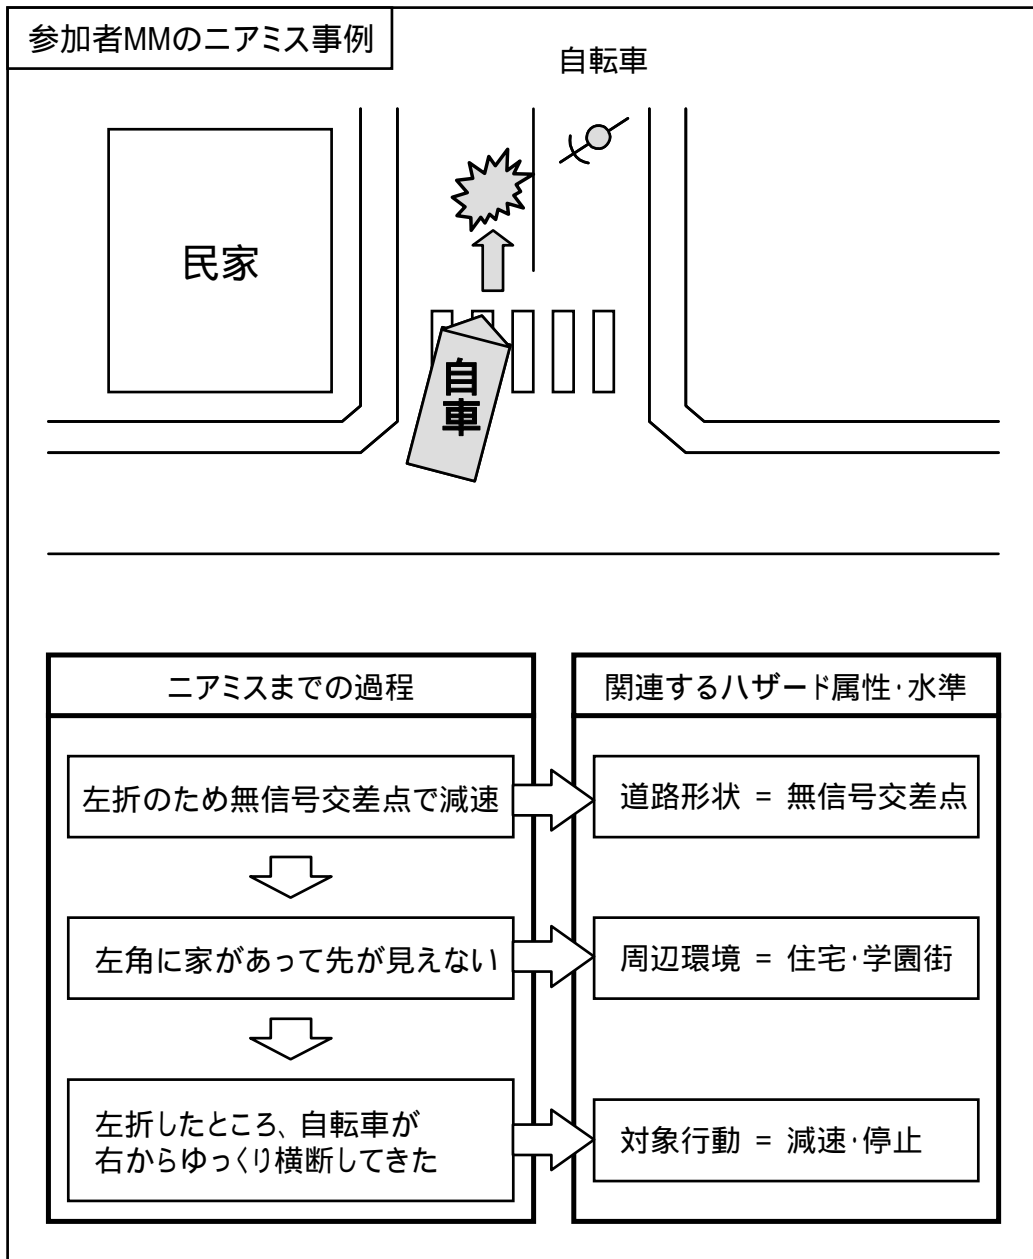 参加者MMのニアミス事例
自転車
民家
自車
ニアミスまでの過程
関連するハザード属性・水準
左折のため無信号交差点で減速
道路形状 = 無信号交差点
左角に家があって先が見えない
周辺環境 = 住宅・学園街
左折したところ、自転車が
右からゆっくり横断してきた
対象行動 = 減速・停止